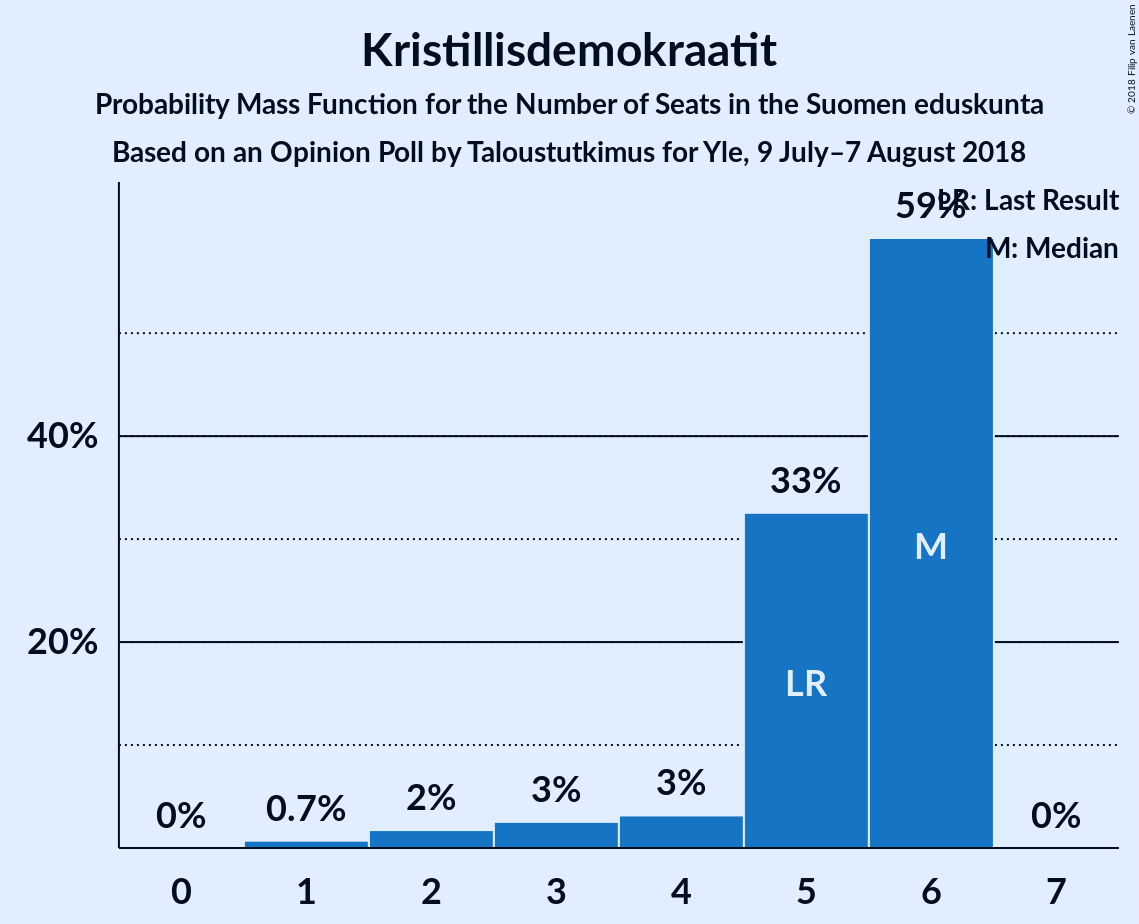 © 2018 Filip van Laenen
Kristillisdemokraatit
Probability Mass Function for the Number of Seats in the Suomen eduskunta
Based on an Opinion Poll by Taloustutkimus for Yle, 9 July–7 August 2018
LR: Last Result
M: Median
59%
40%
33%
M
20%
LR
0%
0.7%
2%
3%
3%
0%
0 1 2 3 4 5 6 7